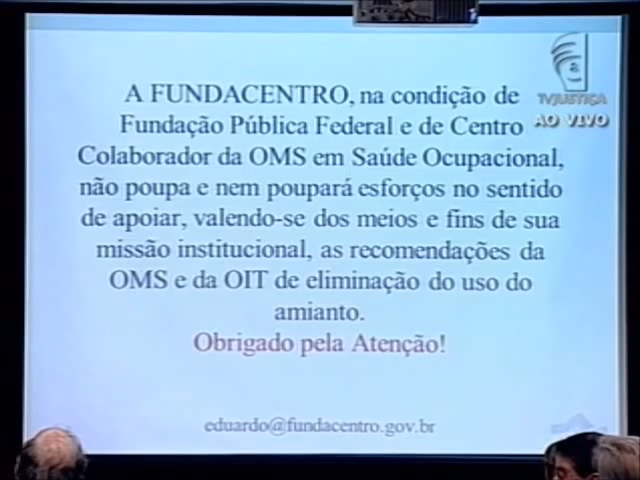 A FUNDACENTRO, na condição de
Fundação Pública Federal e de Centro
Colaborador da OMS em Saúde Ocupacional,
não poupa e nem poupará esforços no sentido
de apoiar, valendo-se dos meios e fins de sua
missão institucional, as recomendações da
OMS e da OIT de eliminação do uso do
amianto.
Obrigado pela Atenção!
eduardo@fundacentro.gov.br
TVJUSTIÇA
AO VIVO